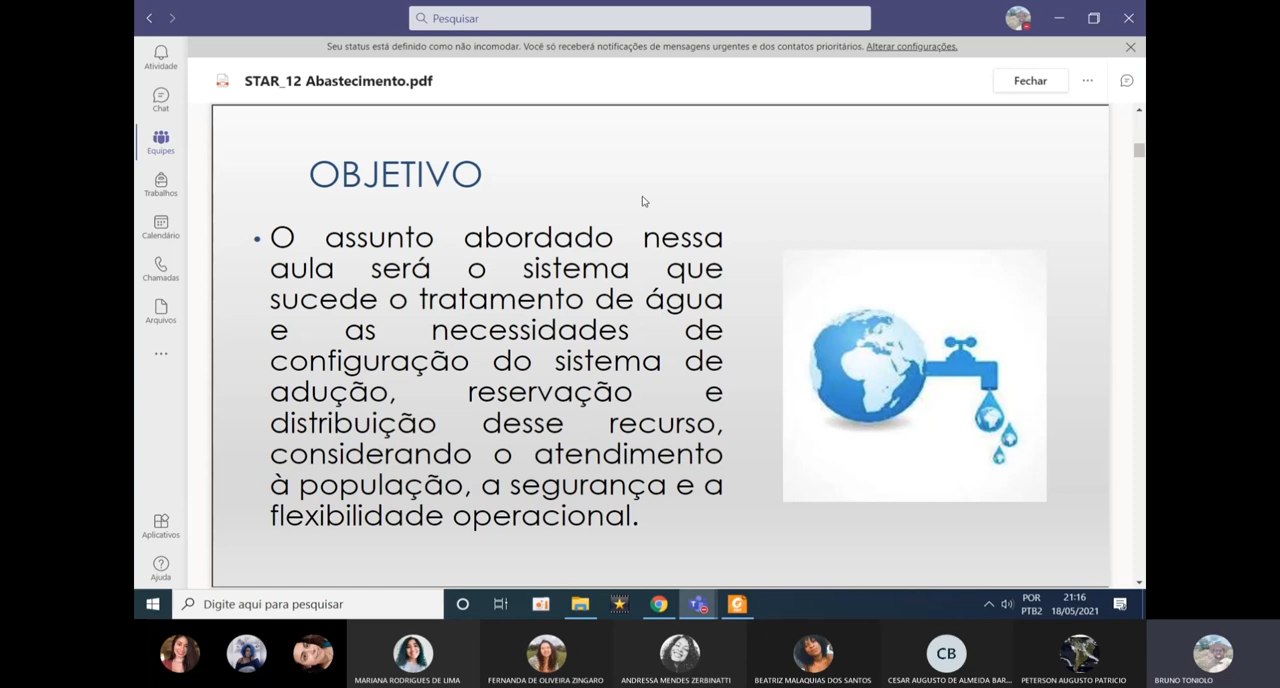 Pesquisar
Seu status está definido como não incomodar. Você só receberá notificações de mensagens urgentes e dos contatos prioritários. Alterar configurações.
Atividade
Chat
Equipes
Trabalhos
Calendário
Chamadas
Arquivos
Aplicativos
Ajuda
STAR_12 Abastecimento.pdf
Fechar
OBJETIVO
• O assunto abordado nessa
aula será o sistema que
sucede o tratamento de água
e as necessidades de
configuração do sistema de
adução, reservação e
distribuição desse recurso,
considerando o atendimento
à população, a segurança e a
flexibilidade operacional.
Digite aqui para pesquisar
POR
PTB2
21:16
18/05/2021
MARIANA RODRIGUES DE LIMA
FERNANDA DE OLIVEIRA ZINGARO
ANDRESSA MENDES ZERBINATTI
BEATRIZ MALAQUIAS DOS SANTOS
CB
CESAR AUGUSTO DE ALMEIDA BAR...
PETERSON AUGUSTO PATRICIO
BRUNO TONIOLO